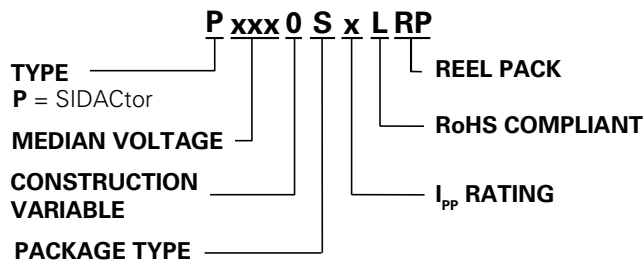 P xxx 0 S x L RP
TYPE
P = SIDACtor
MEDIAN VOLTAGE
CONSTRUCTION
VARIABLE
PACKAGE TYPE
REEL PACK
RoHS COMPLIANT
IPP RATING